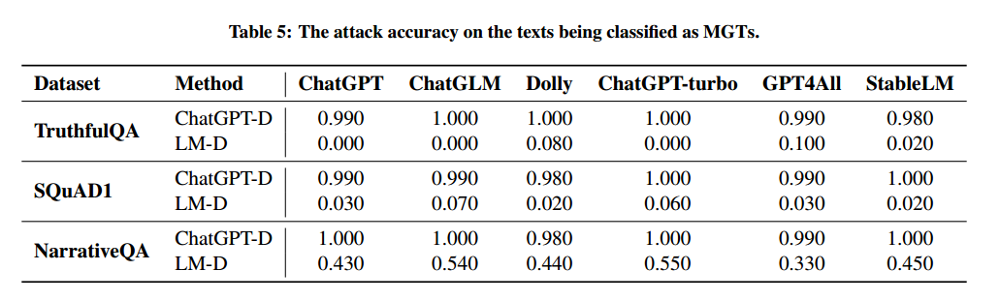 Table 5: The attack accuracy on the texts being classified as MGTs.
Dataset Method ChatGPT ChatGLM Dolly ChatGPT-turbo GPT4All StableLM
TruthfulQA ChatGPT-D 0.990 1.000 1.000 1.000 0.990 0.980
LM-D 0.000 0.000 0.080 0.000 0.100 0.020
SQuAD1 ChatGPT-D 0.990 0.990 0.980 1.000 0.990 1.000
LM-D 0.030 0.070 0.020 0.060 0.030 0.020
NarrativeQA ChatGPT-D 1.000 1.000 0.980 1.000 0.990 1.000
LM-D 0.430 0.540 0.440 0.550 0.330 0.450